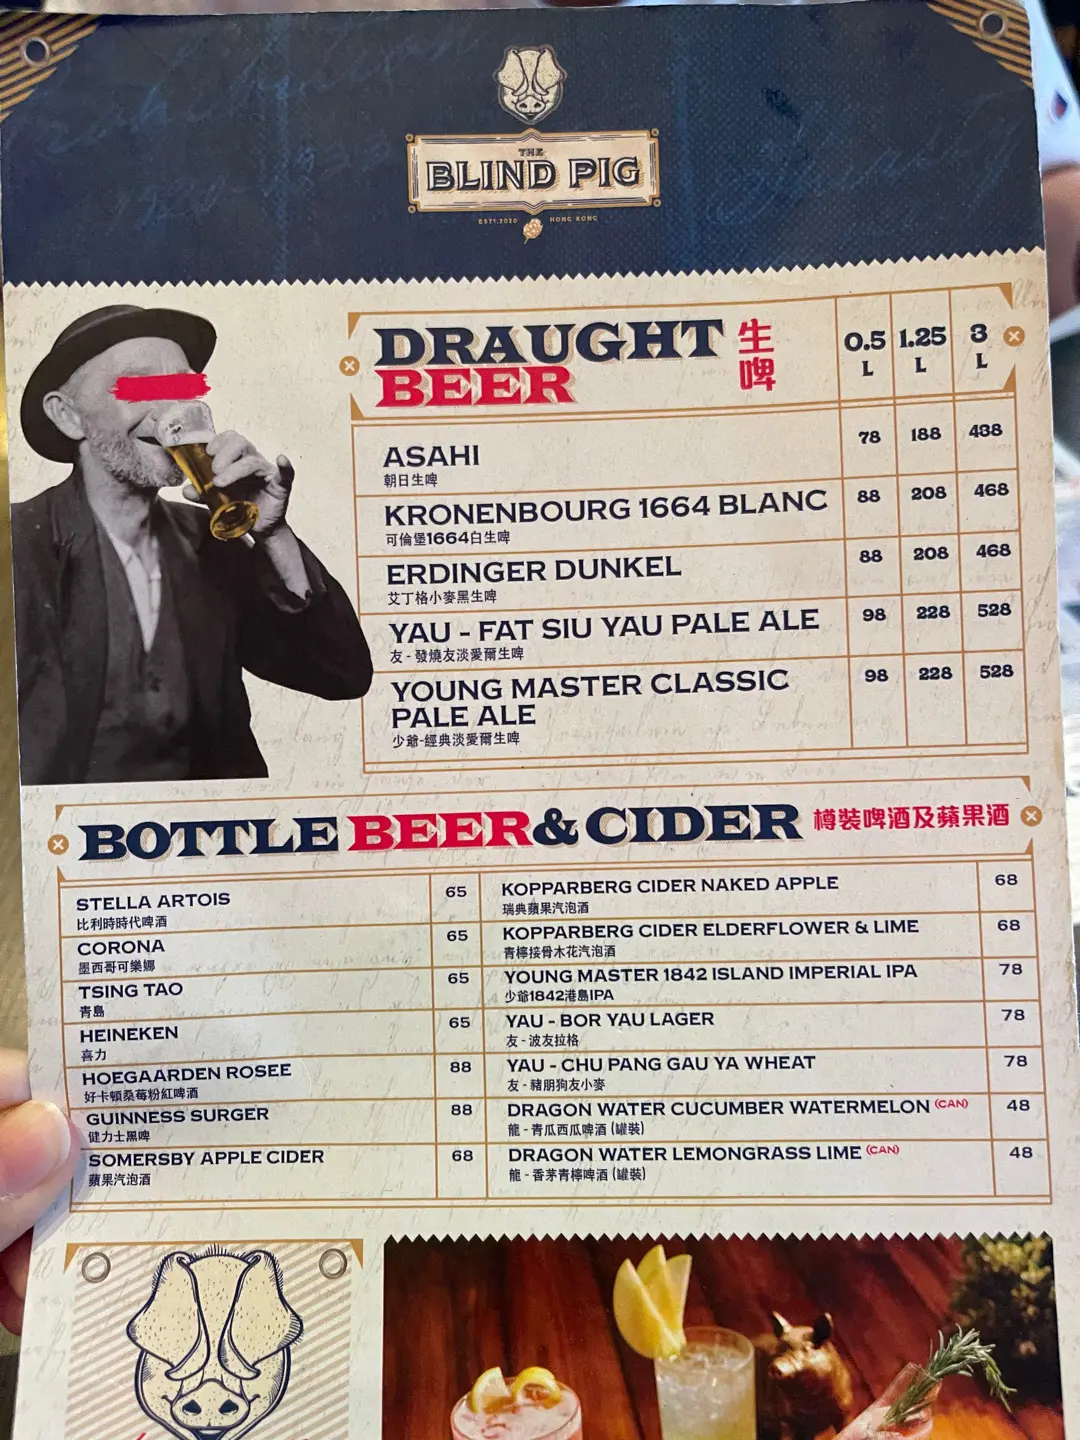 THE
BLIND PIG
EST. 2020 HONG KONG
DRAUGHT
BEER
生啤
0.5 L 1.25 L 3 L
ASAHI 78 188 438
朝日生啤
KRONENBOURG 1664 BLANC 88 208 468
可倫堡1664白生啤
ERDINGER DUNKEL 88 208 468
艾丁格小麥黑生啤
YAU - FAT SIU YAU PALE ALE 98 228 528
友 - 發燒友淡愛爾生啤
YOUNG MASTER CLASSIC 98 228 528
PALE ALE
少爺-經典淡愛爾生啤
BOTTLE BEER & CIDER 樽裝啤酒及蘋果酒
STELLA ARTOIS 65
比利時時代啤酒
CORONA 65
墨西哥可樂娜
TSING TAO 65
青島
HEINEKEN 65
喜力
HOEGAARDEN ROSEE 88
好卡頓桑莓粉紅啤酒
GUINNESS SURGER 88
健力士黑啤
SOMERSBY APPLE CIDER 68
蘋果汽泡酒
KOPPARBERG CIDER NAKED APPLE 68
瑞典蘋果汽泡酒
KOPPARBERG CIDER ELDERFLOWER & LIME 68
青檸接骨木花汽泡酒
YOUNG MASTER 1842 ISLAND IMPERIAL IPA 78
少爺1842港島IPA
YAU - BOR YAU LAGER 78
友 - 波友拉格
YAU - CHU PANG GAU YA WHEAT 78
友 - 豬朋狗友小麥
DRAGON WATER CUCUMBER WATERMELON (CAN) 48
龍 - 青瓜西瓜啤酒 (罐裝)
DRAGON WATER LEMONGRASS LIME (CAN) 48
龍 - 香茅青檸啤酒 (罐裝)